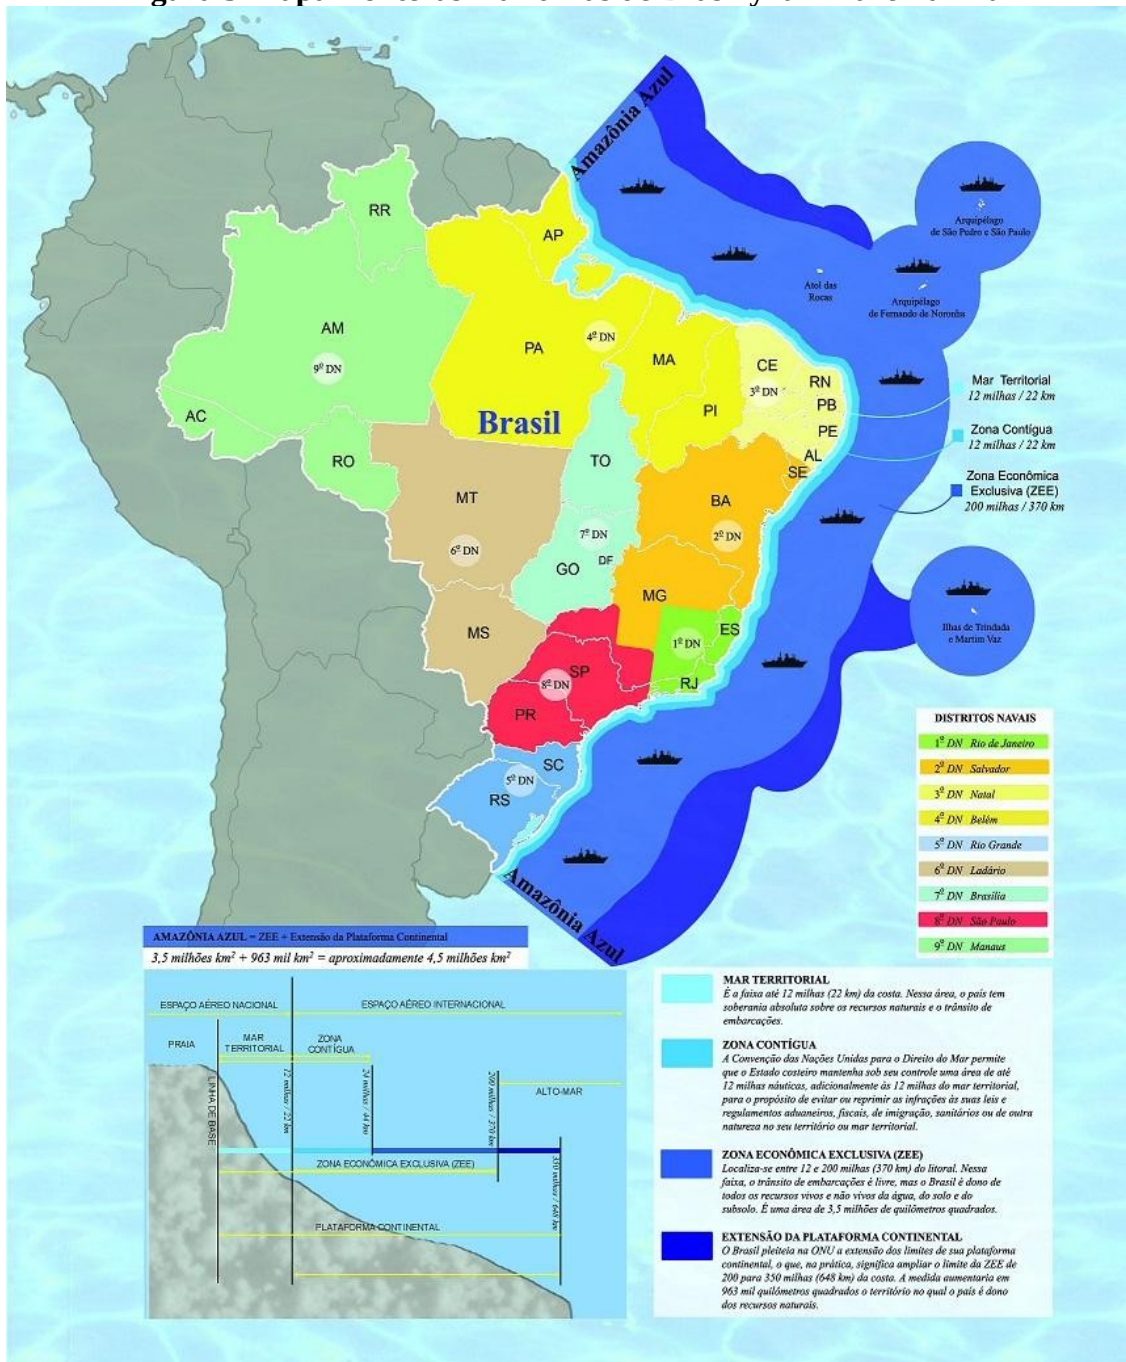 Amazônia Azul
Arquipélago
de São Pedro e São Paulo
Atol das
Rocas
Arquipélago
de Fernando de Noronha
RR
AP
AM
9º DN
PA
4º DN
MA
CE
3º DN
RN
PB
PE
AL
SE
PI
AC
RO
Brasil
TO
MT
6º DN
BA
2º DN
7º DN
GO
DF
MG
MS
ES
1º DN
RJ
SP
8º DN
PR
SC
5º DN
RS
Amazônia Azul
Mar Territorial
12 milhas / 22 km
Zona Contígua
12 milhas / 22 km
Zona Econômica
Exclusiva (ZEE)
200 milhas / 370 km
Ilhas de Trindada
e Martim Vaz
DISTRITOS NAVAIS
1º DN Rio de Janeiro
2º DN Salvador
3º DN Natal
4º DN Belém
5º DN Rio Grande
6º DN Ladário
7º DN Brasília
8º DN São Paulo
9º DN Manaus
AMAZÔNIA AZUL = ZEE + Extensão da Plataforma Continental
3,5 milhões km² + 963 mil km² = aproximadamente 4,5 milhões km²
ESPAÇO AÉREO NACIONAL
ESPAÇO AÉREO INTERNACIONAL
PRAIA
MAR
TERRITORIAL
ZONA
CONTÍGUA
LINHA DE BASE
12 milhas / 22 km
24 milhas / 44 km
200 milhas / 370 km
ALTO-MAR
350 milhas / 648 km
ZONA ECONÔMICA EXCLUSIVA (ZEE)
PLATAFORMA CONTINENTAL
MAR TERRITORIAL
É a faixa até 12 milhas (22 km) da costa. Nessa área, o país tem
soberania absoluta sobre os recursos naturais e o trânsito de
embarcações.
ZONA CONTÍGUA
A Convenção das Nações Unidas para o Direito do Mar permite
que o Estado costeiro mantenha sob seu controle uma área de até
12 milhas náuticas, adicionalmente às 12 milhas do mar territorial,
para o propósito de evitar ou reprimir as infrações às suas leis e
regulamentos aduaneiros, fiscais, de imigração, sanitários ou de outra
natureza no seu território ou mar territorial.
ZONA ECONÔMICA EXCLUSIVA (ZEE)
Localiza-se entre 12 e 200 milhas (370 km) do litoral. Nessa
faixa, o trânsito de embarcações é livre, mas o Brasil é dono de
todos os recursos vivos e não vivos da água, do solo e do
subsolo. É uma área de 3,5 milhões de quilômetros quadrados.
EXTENSÃO DA PLATAFORMA CONTINENTAL
O Brasil pleiteia na ONU a extensão dos limites de sua plataforma
continental, o que, na prática, significa ampliar o limite da ZEE de
200 para 350 milhas (648 km) da costa. A medida aumentaria em
963 mil quilômetros quadrados o território no qual o país é dono
dos recursos naturais.